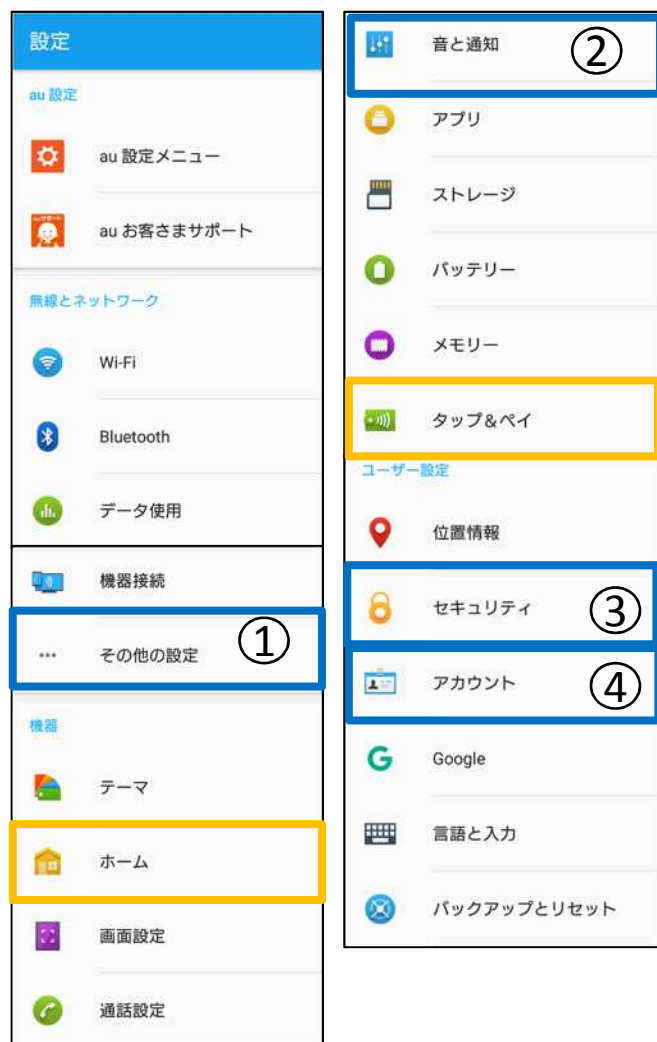 設定
au 設定
au 設定メニュー
auサポート
au お客さまサポート
無線とネットワーク
Wi-Fi
Bluetooth
データ使用
機器接続
その他の設定 ①
機器
テーマ
ホーム
画面設定
通話設定
音と通知 ②
アプリ
ストレージ
バッテリー
メモリー
タップ&ペイ
ユーザー設定
位置情報
セキュリティ ③
アカウント ④
Google
言語と入力
バックアップとリセット